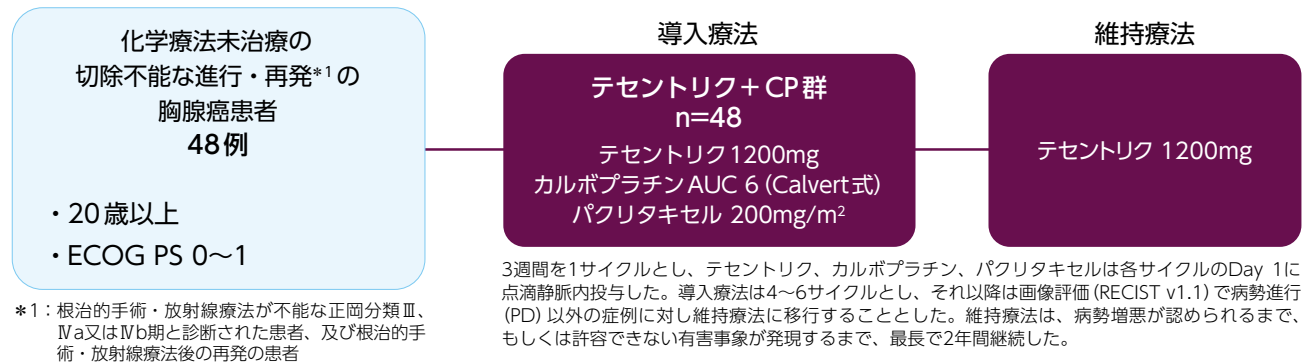 化学療法未治療の
切除不能な進行・再発*1の
胸腺癌患者
48例
・20歳以上
・ECOG PS 0～1
*1：根治的手術・放射線療法が不能な正岡分類Ⅲ、
Ⅳa又はⅣb期と診断された患者、及び根治的手
術・放射線療法後の再発の患者
導入療法
テセントリク＋CP群
n=48
テセントリク1200mg
カルボプラチンAUC 6（Calvert式）
パクリタキセル 200mg/m2
維持療法
テセントリク 1200mg
3週間を1サイクルとし、テセントリク、カルボプラチン、パクリタキセルは各サイクルのDay 1に
点滴静脈内投与した。導入療法は4～6サイクルとし、それ以降は画像評価（RECIST v1.1）で病勢進行
（PD）以外の症例に対し維持療法に移行することとした。維持療法は、病勢増悪が認められるまで、
もしくは許容できない有害事象が発現するまで、最長で2年間継続した。